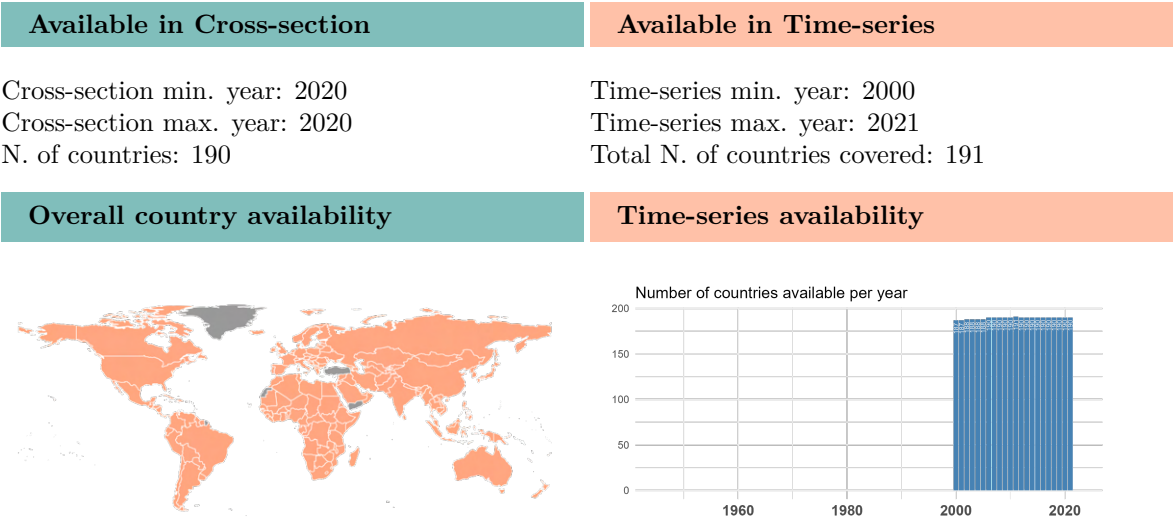 Available in Cross-section
Available in Time-series
Cross-section min. year: 2020
Cross-section max. year: 2020
N. of countries: 190
Time-series min. year: 2000
Time-series max. year: 2021
Total N. of countries covered: 191
Overall country availability
Time-series availability
Number of countries available per year
200
150
100
50
0
1960 1980 2000 2020